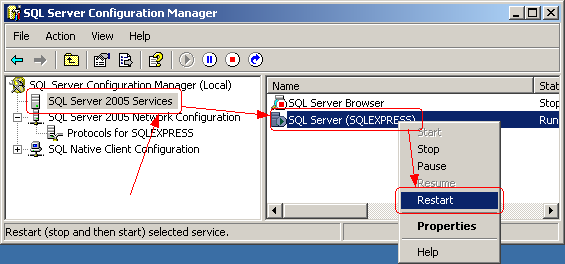 SQL Server Configuration Manager
File Action View Help
SQL Server Configuration Manager (Local)
SQL Server 2005 Services
SQL Server 2005 Network Configuration
Protocols for SQLEXPRESS
SQL Native Client Configuration
Name Stat
SQL Server Browser Stop
SQL Server (SQLEXPRESS) Run
Start
Stop
Pause
Resume
Restart
Properties
Help
Restart (stop and then start) selected service.